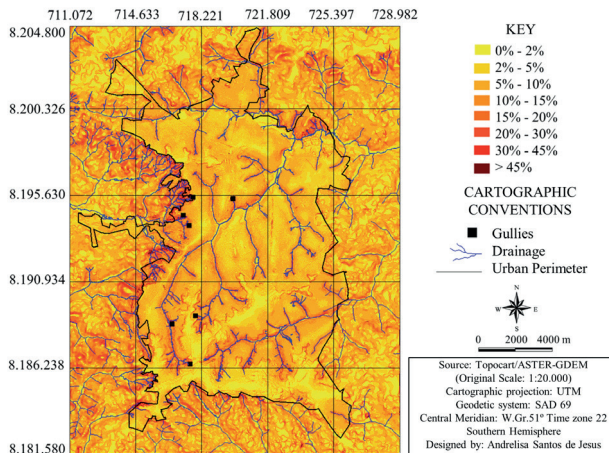 711.072 714.633 718.221 721.809 725.397 728.982
8.204.800
8.200.326
8.195.630
8.190.934
8.186.238
8.181.580
KEY
0% - 2%
2% - 5%
5% - 10%
10% - 15%
15% - 20%
20% - 30%
30% - 45%
> 45%
CARTOGRAPHIC
CONVENTIONS
Gullies
Drainage
Urban Perimeter
N
W E
S
0 2000 4000 m
Source: Topocart/ASTER-GDEM
(Original Scale: 1:20.000)
Cartographic projection: UTM
Geodetic system: SAD 69
Central Meridian: W.Gr.51° Time zone 22
Southern Hemisphere
Designed by: Andrelisa Santos de Jesus